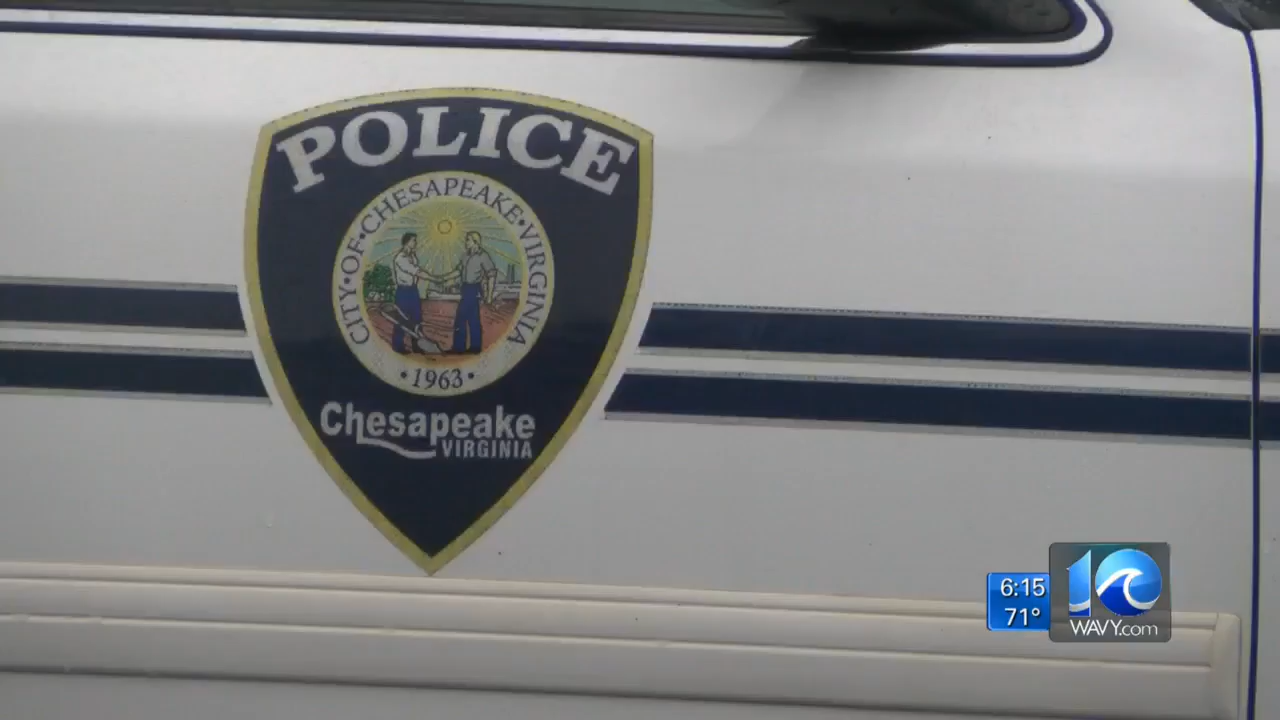 POLICE
CITY·OF·CHESAPEAKE·VIRGINIA
·1963·
Chesapeake
VIRGINIA
6:15
71°
10
WAVY.com